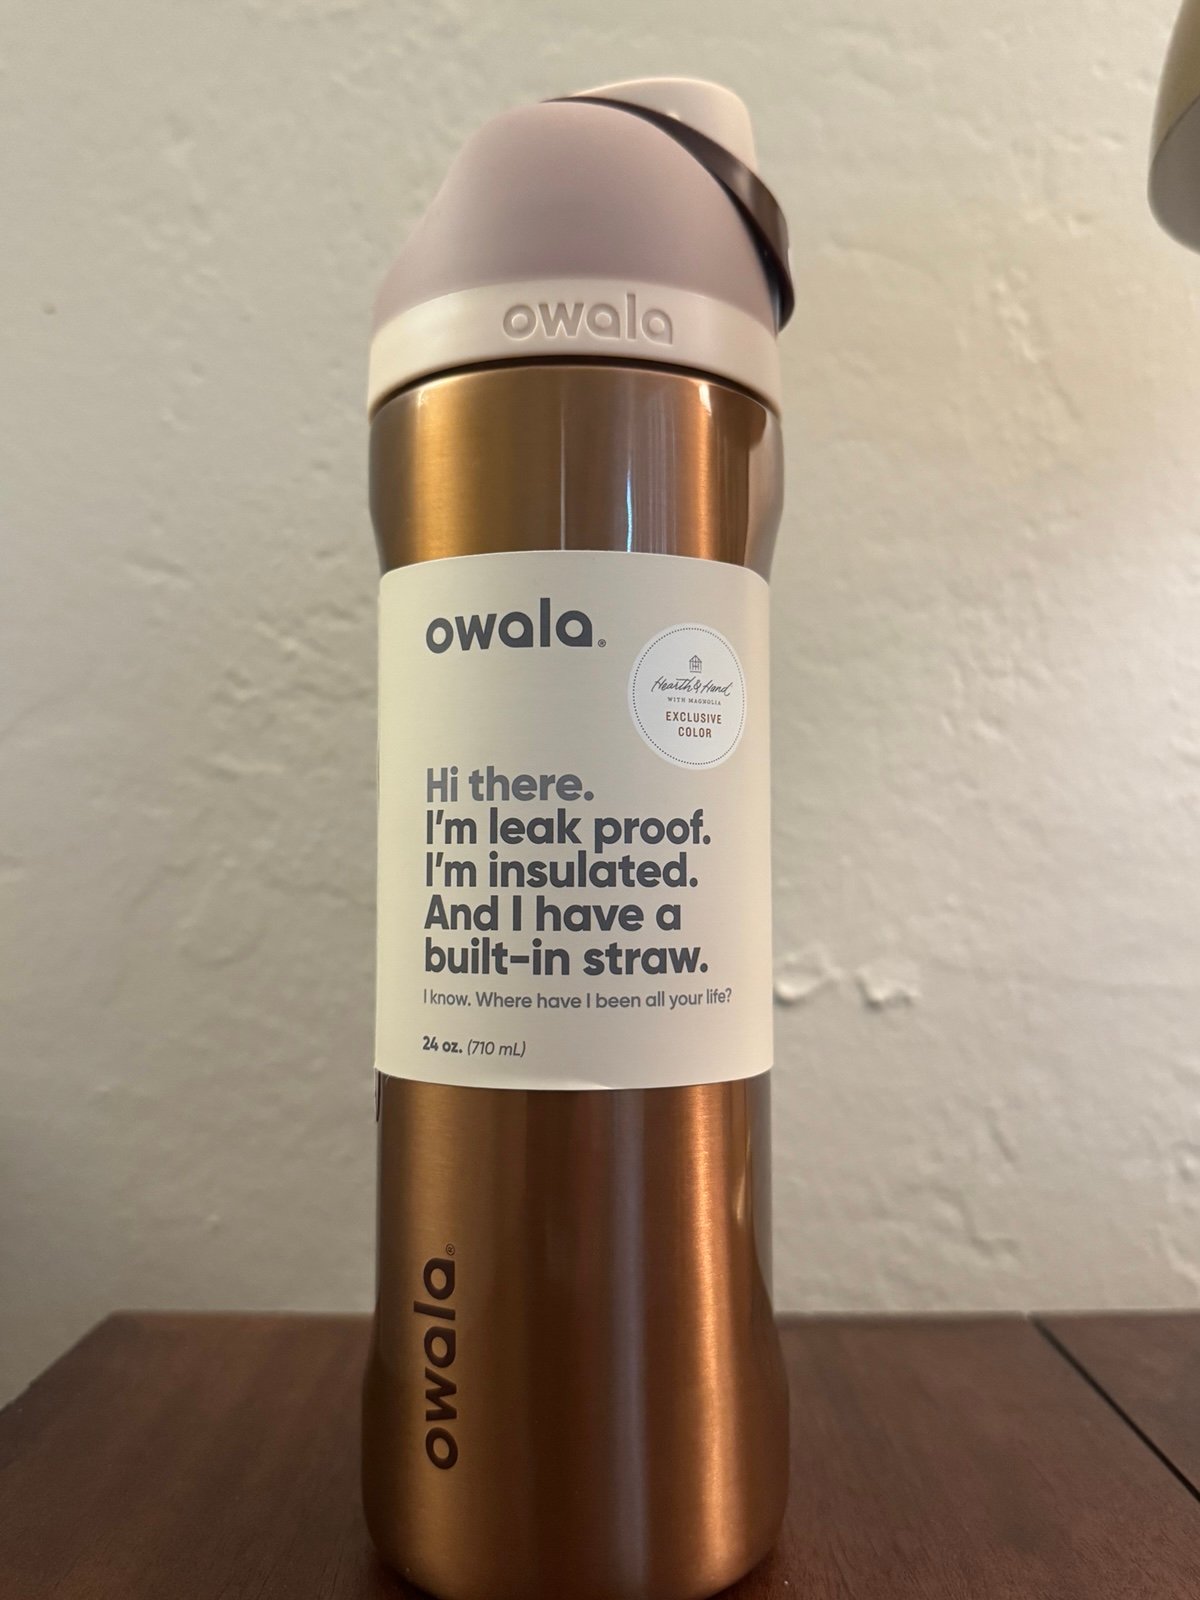 owala
owala®
Hearth & Hand
WITH MAGNOLIA
EXCLUSIVE
COLOR
Hi there.
I'm leak proof.
I'm insulated.
And I have a
built-in straw.
I know. Where have I been all your life?
24 oz. (710 mL)
owala®